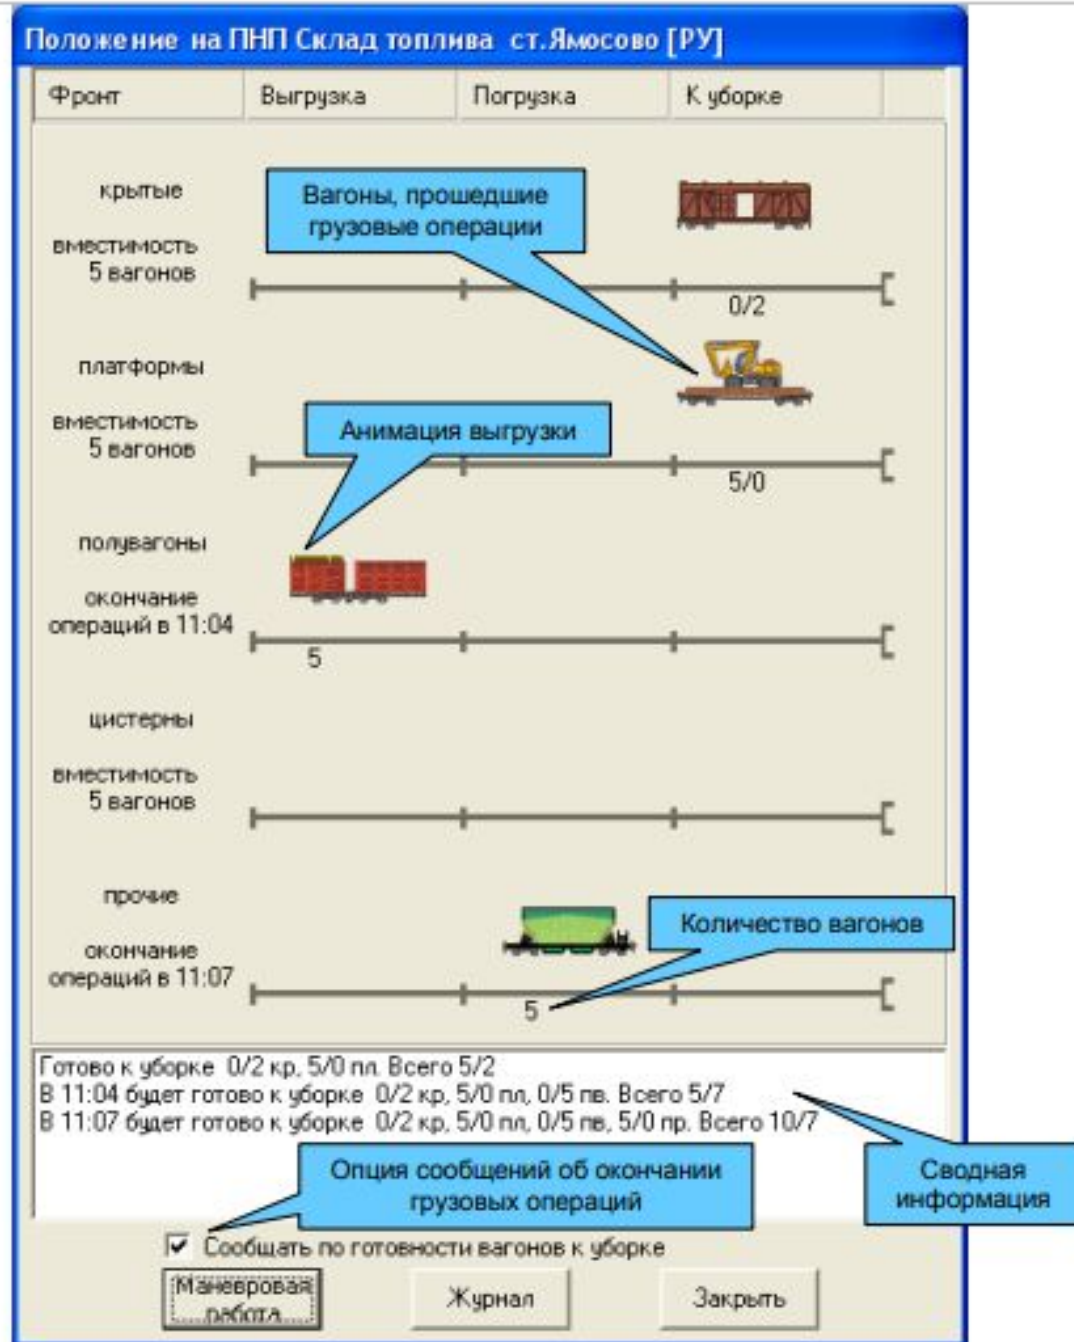 Положение на ПНП Склад топлива ст.Ямосово [РУ]
Фронт Выгрузка Погрузка К уборке
крытые
Вагоны, прошедшие
грузовые операции
вместимость
5 вагонов
0/2
платформы
вместимость
5 вагонов
Анимация выгрузки
5/0
полувагоны
окончание
операций в 11:04
5
цистерны
вместимость
5 вагонов
прочие
Количество вагонов
окончание
операций в 11:07
5
Готово к уборке 0/2 кр, 5/0 пл. Всего 5/2
В 11:04 будет готово к уборке 0/2 кр, 5/0 пл, 0/5 пв. Всего 5/7
В 11:07 будет готово к уборке 0/2 кр, 5/0 пл, 0/5 пв, 5/0 пр. Всего 10/7
Опция сообщений об окончании
грузовых операций
Сводная
информация
Сообщать по готовности вагонов к уборке
Маневровая
работа
Журнал
Закрыть